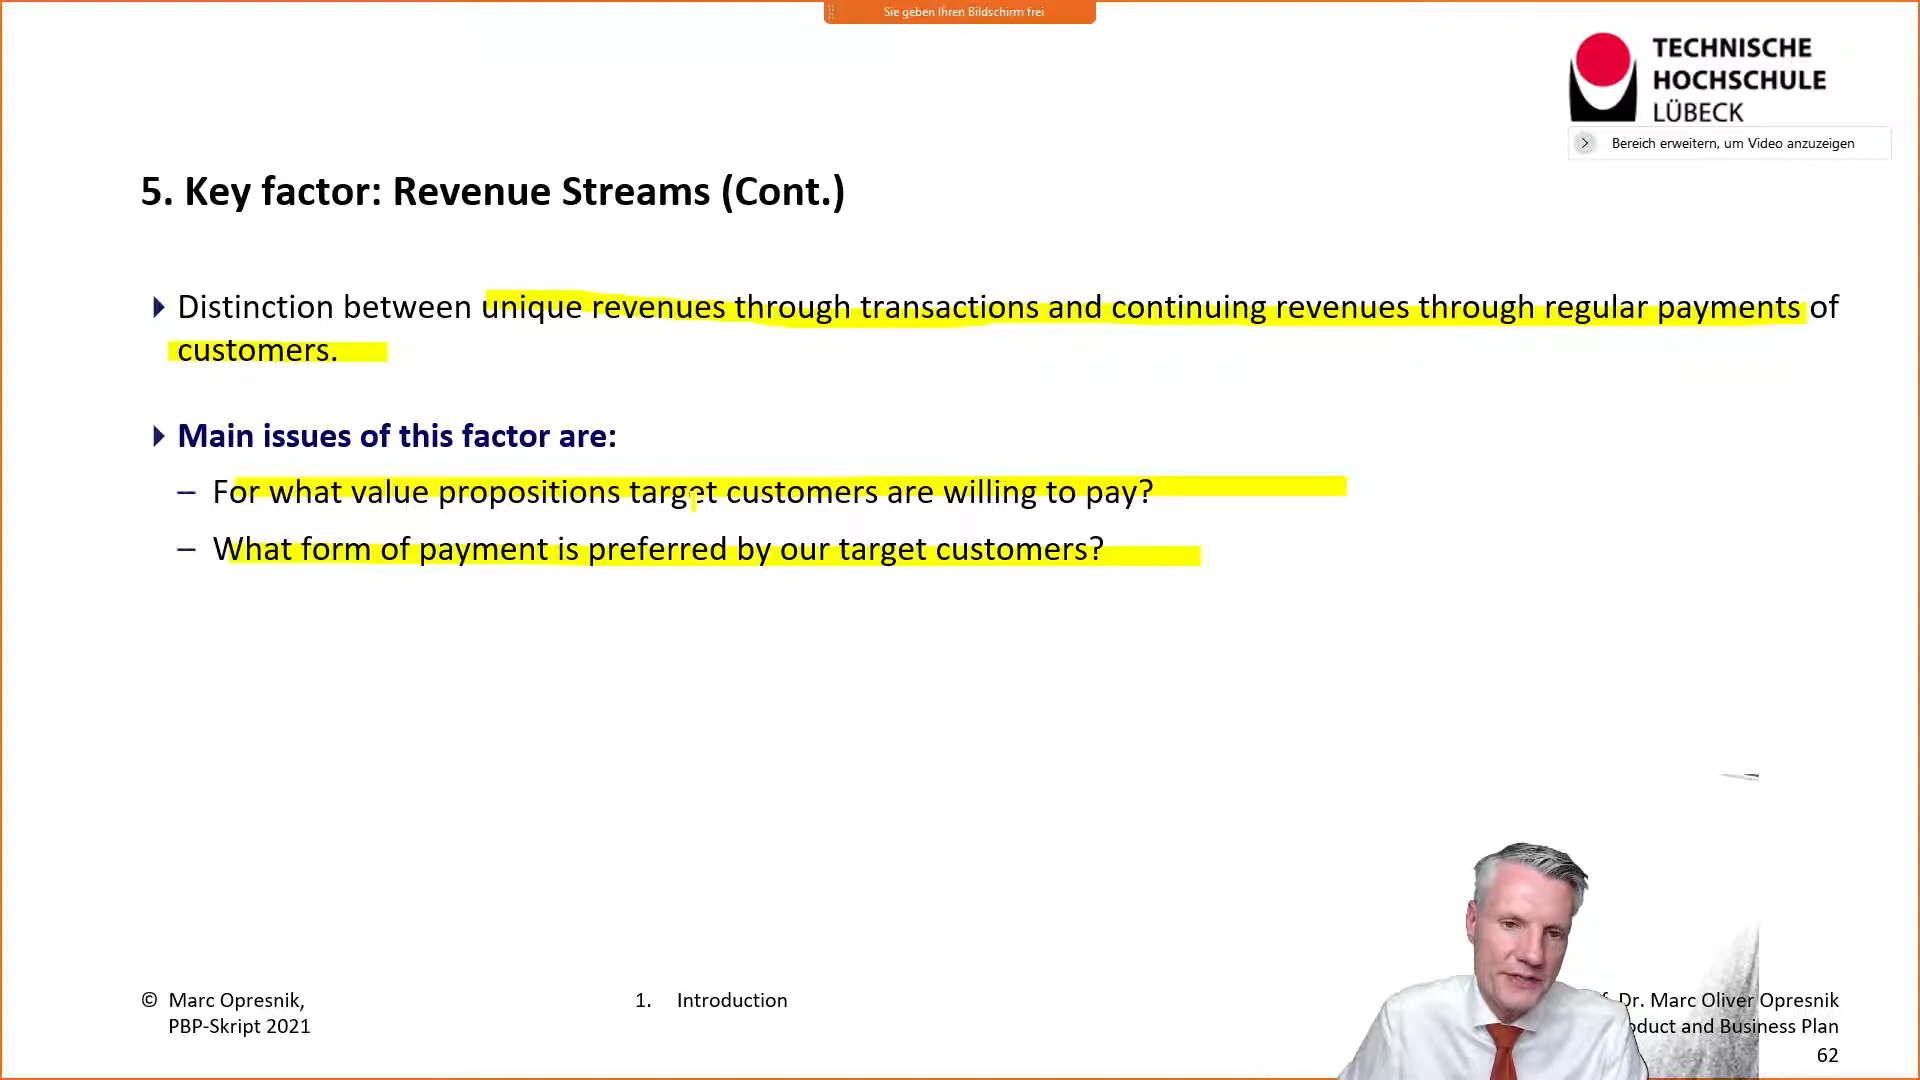 Sie geben Ihren Bildschirm frei
TECHNISCHE
HOCHSCHULE
LÜBECK
Bereich erweitern, um Video anzuzeigen
5. Key factor: Revenue Streams (Cont.)
Distinction between unique revenues through transactions and continuing revenues through regular payments of
customers.
Main issues of this factor are:
– For what value propositions target customers are willing to pay?
– What form of payment is preferred by our target customers?
© Marc Opresnik,
PBP-Skript 2021
1. Introduction
Dr. Marc Oliver Opresnik
and Business Plan
62